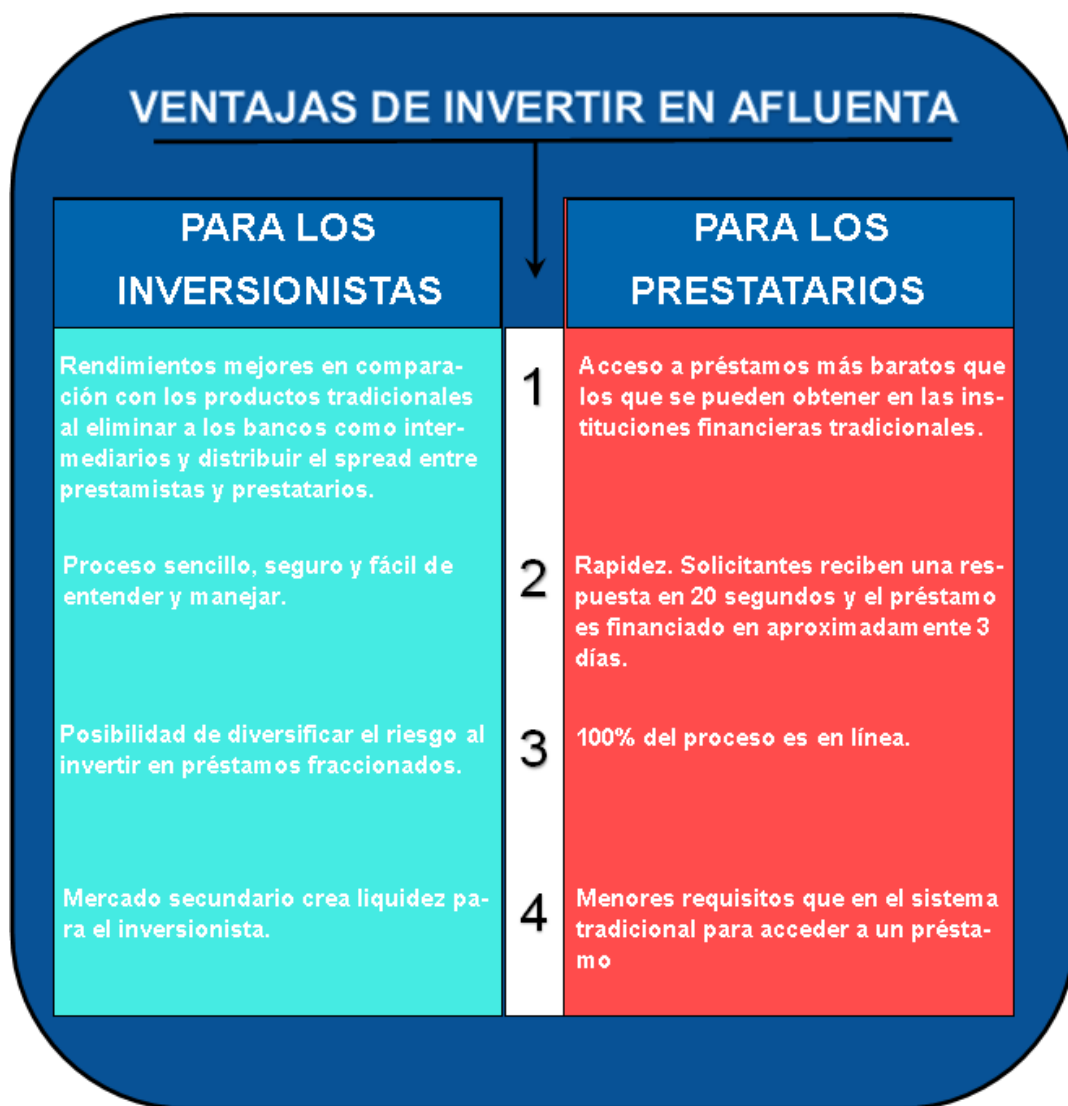 VENTAJAS DE INVERTIR EN AFLUENTA
PARA LOS
INVERSIONISTAS
PARA LOS
PRESTATARIOS
Rendimientos mejores en compara-
ción con los productos tradicionales
al eliminar a los bancos como inter-
mediarios y distribuir el spread entre
prestamistas y prestatarios.
1
Acceso a préstamos más baratos que
los que se pueden obtener en las ins-
tituciones financieras tradicionales.
Proceso sencillo, seguro y fácil de
entender y manejar.
2
Rapidez. Solicitantes reciben una res-
puesta en 20 segundos y el préstamo
es financiado en aproximadamente 3
días.
Posibilidad de diversificar el riesgo al
invertir en préstamos fraccionados.
3
100% del proceso es en línea.
Mercado secundario crea liquidez pa-
ra el inversionista.
4
Menores requisitos que en el sistema
tradicional para acceder a un présta-
mo